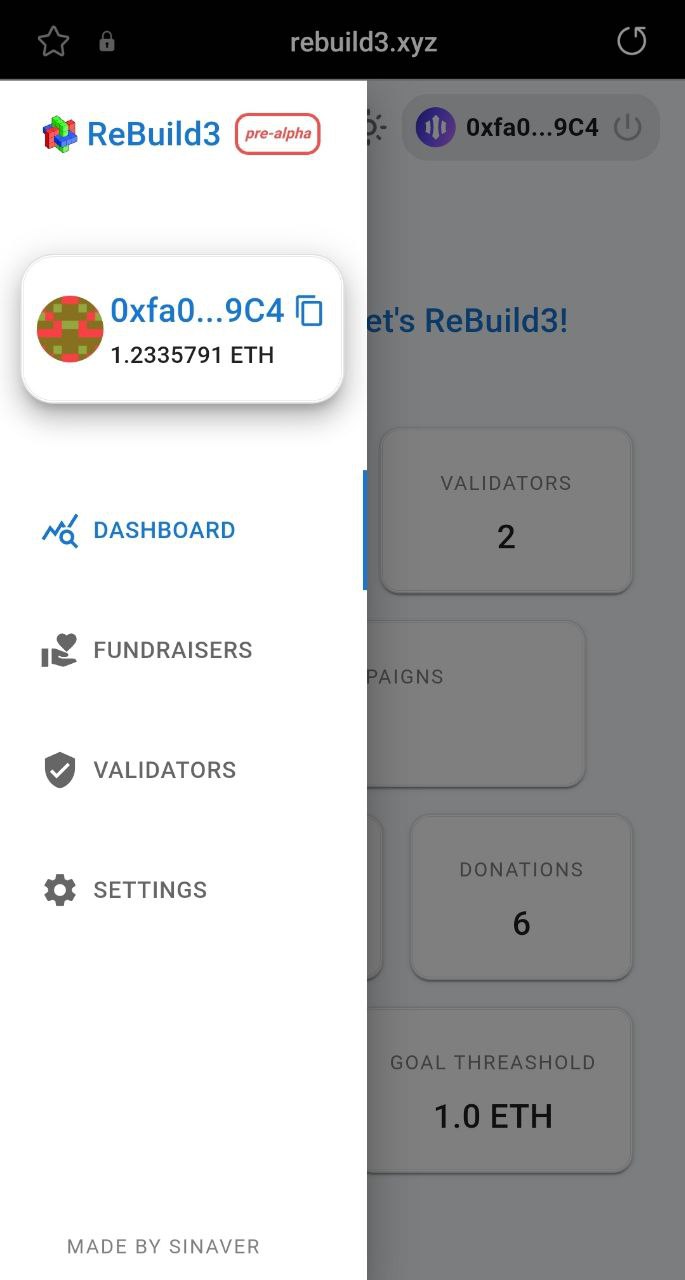 rebuild3.xyz
ReBuild3 pre-alpha
0xfa0...9C4
0xfa0...9C4
1.2335791 ETH
et's ReBuild3!
DASHBOARD
FUNDRAISERS
VALIDATORS
SETTINGS
MADE BY SINAVER
VALIDATORS
2
PAIGNS
DONATIONS
6
GOAL THREASHOLD
1.0 ETH